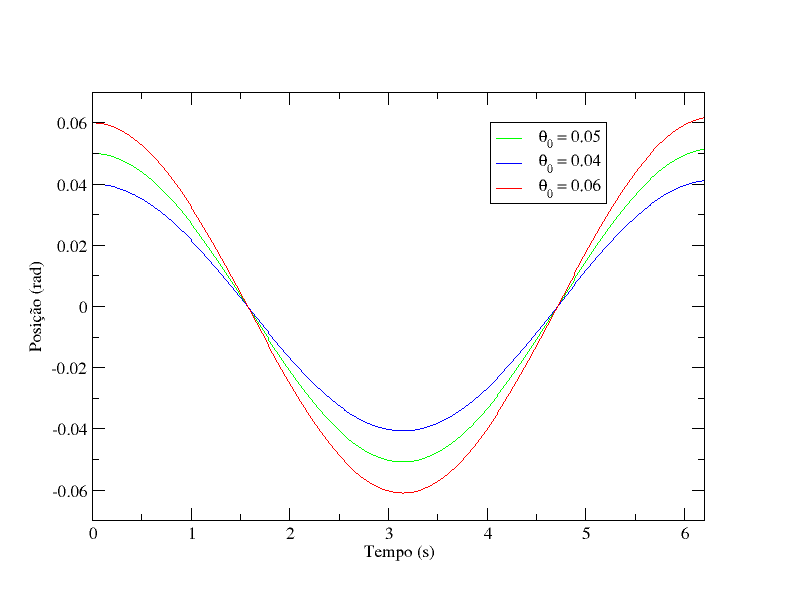 0.06
0.04
0.02
0
-0.02
-0.04
-0.06
Posição (rad)
θ0 = 0.05
θ0 = 0.04
θ0 = 0.06
0 1 2 3 4 5 6
Tempo (s)